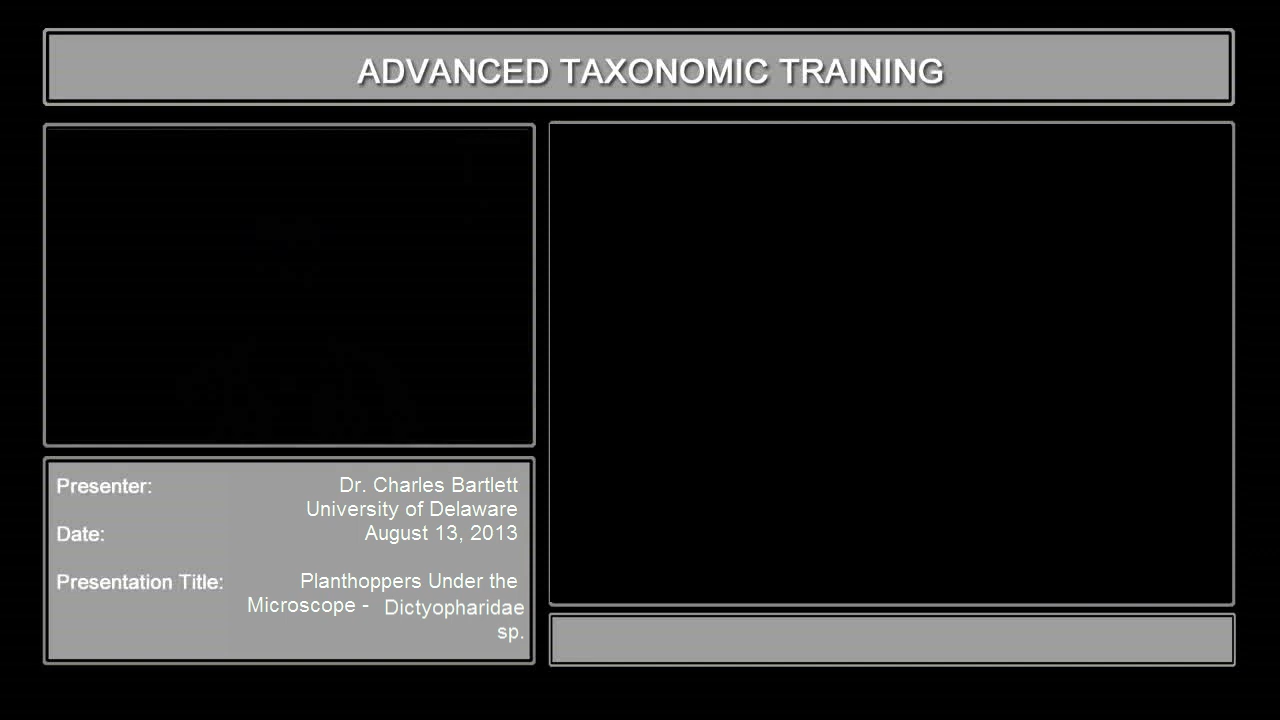 ADVANCED TAXONOMIC TRAINING
Presenter: Dr. Charles Bartlett
University of Delaware
Date: August 13, 2013
Presentation Title: Planthoppers Under the
Microscope - Dictyopharidae
sp.